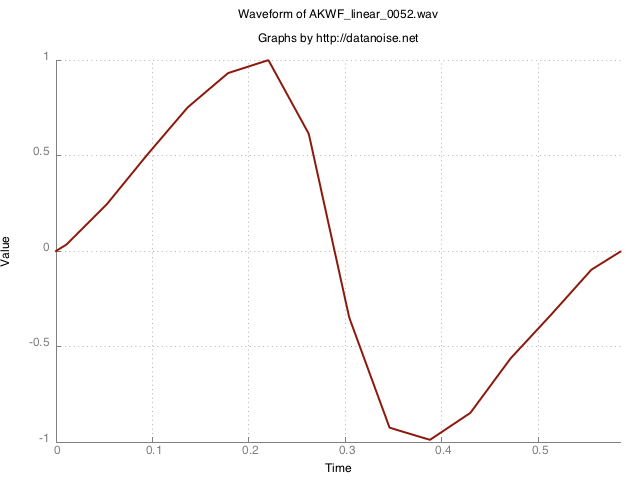 Waveform of AKWF_linear_0052.wav
Graphs by http://datanoise.net
1
0.5
0
-0.5
-1
Value
0 0.1 0.2 0.3 0.4 0.5
Time